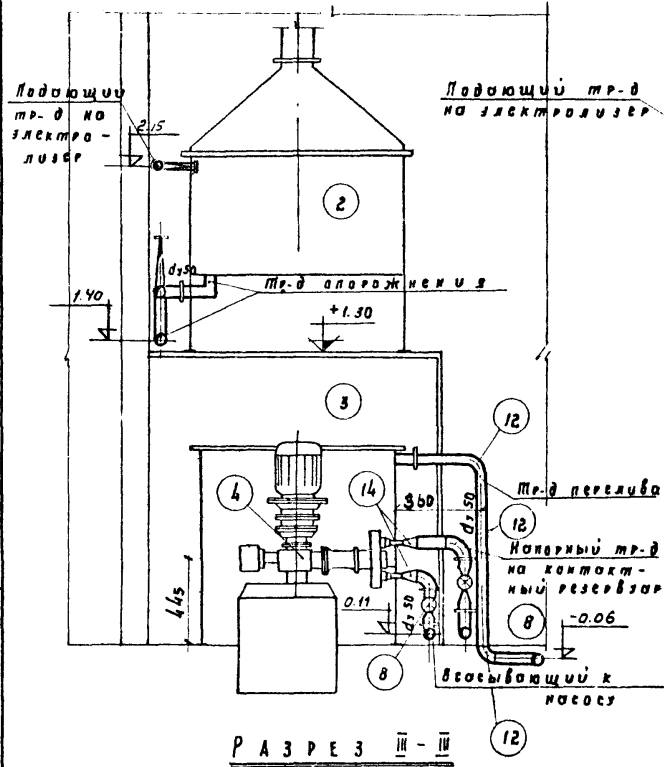 Подающий
тр-д на
электро-
лизер
Подающий тр-д
на электролизер
2.15
2
dу50
Тр-д опорожнения
1.40
+1.30
3
12
4
14
360
Тр-д перелива
dу50
12
Напорный тр-д
на контакт-
ный резервуар
445
0.11
dу50
8
-0.06
8
Всасывающий к
насосу
12
РАЗРЕЗ III-III